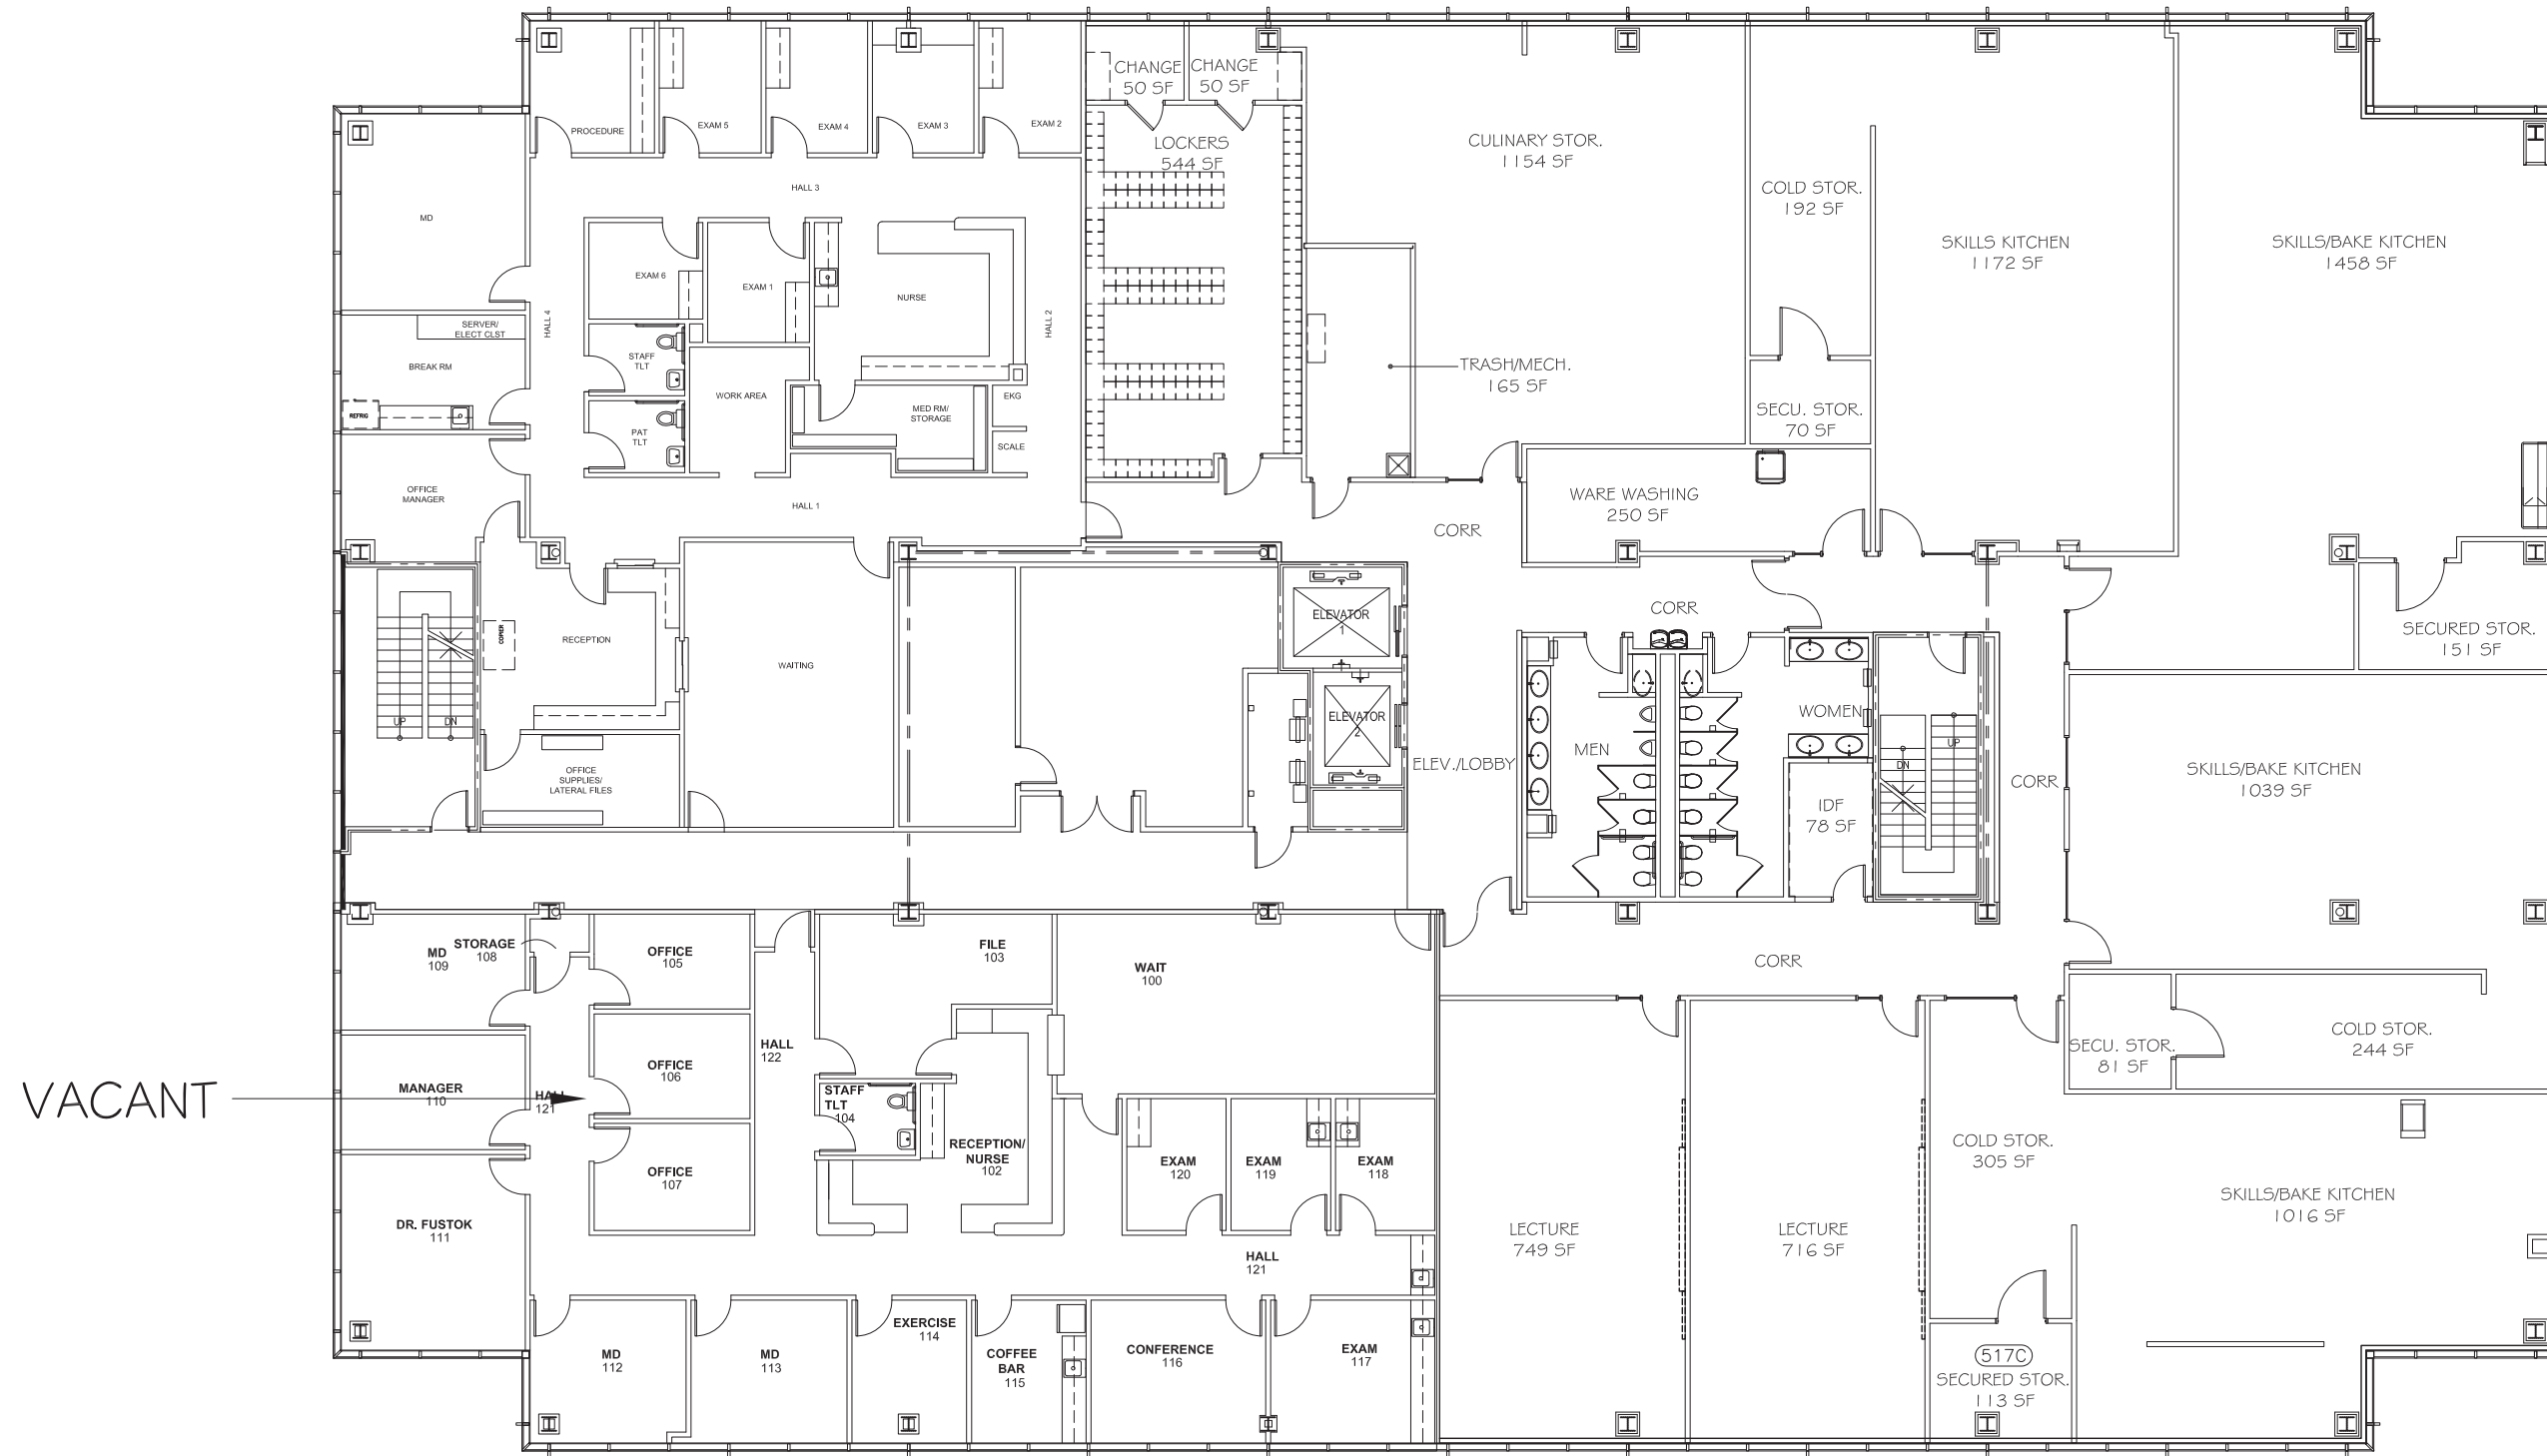 CHANGE
50 SF
CHANGE
50 SF
PROCEDURE
EXAM 5
EXAM 4
EXAM 3
EXAM 2
LOCKERS
544 SF
CULINARY STOR.
1154 SF
COLD STOR.
192 SF
SKILLS KITCHEN
1172 SF
SKILLS/BAKE KITCHEN
1458 SF
HALL 3
MD
EXAM 6
EXAM 1
NURSE
HALL 4
HALL 2
SERVER/
ELECT CLST
BREAK RM
REFRIG
STAFF
TLT
WORK AREA
MED RM/
STORAGE
EKG
SCALE
PAT
TLT
TRASH/MECH.
165 SF
SECU. STOR.
70 SF
OFFICE
MANAGER
HALL 1
WARE WASHING
250 SF
CORR
CORR
ELEVATOR
1
ELEVATOR
2
RECEPTION
COPIER
WAITING
UP
DN
OFFICE
SUPPLIES/
LATERAL FILES
ELEV./LOBBY
MEN
WOMEN
IDF
78 SF
UP
DN
CORR
SECURED STOR.
151 SF
SKILLS/BAKE KITCHEN
1039 SF
CORR
MD
109
STORAGE
108
OFFICE
105
FILE
103
WAIT
100
HALL
122
OFFICE
106
MANAGER
110
HALL
121
VACANT
STAFF
TLT
104
RECEPTION/
NURSE
102
OFFICE
107
EXAM
120
EXAM
119
EXAM
118
DR. FUSTOK
111
HALL
121
MD
112
MD
113
EXERCISE
114
COFFEE
BAR
115
CONFERENCE
116
EXAM
117
SECU. STOR.
81 SF
COLD STOR.
244 SF
COLD STOR.
305 SF
LECTURE
749 SF
LECTURE
716 SF
SKILLS/BAKE KITCHEN
1016 SF
517C
SECURED STOR.
113 SF